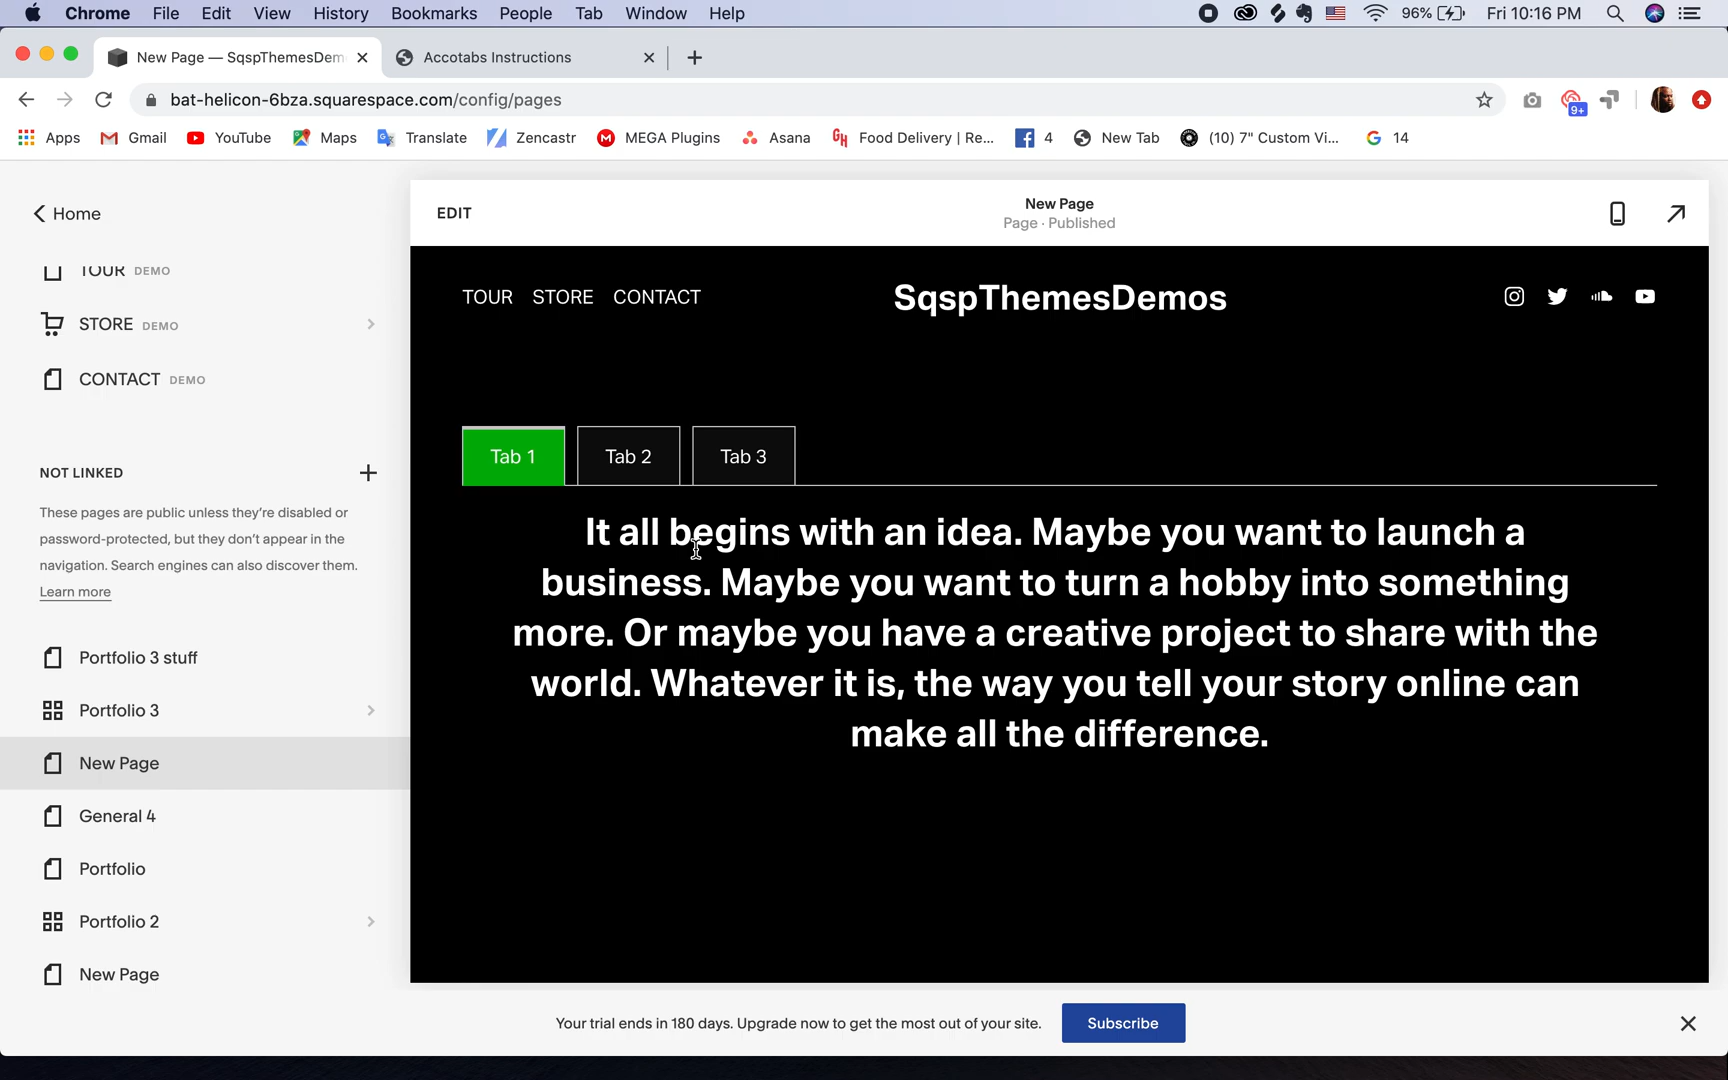 Chrome File Edit View History Bookmarks People Tab Window Help 96% Fri 10:16 PM
New Page — SqspThemesDem Accotabs Instructions
bat-helicon-6bza.squarespace.com/config/pages 9+
Apps Gmail YouTube Maps Translate Zencastr MEGA Plugins Asana Food Delivery | Re... 4 New Tab (10) 7" Custom Vi... 14
Home
TOUR DEMO
STORE DEMO
CONTACT DEMO
NOT LINKED
These pages are public unless they're disabled or
password-protected, but they don't appear in the
navigation. Search engines can also discover them.
Learn more
Portfolio 3 stuff
Portfolio 3
New Page
General 4
Portfolio
Portfolio 2
New Page
EDIT
New Page
Page · Published
TOUR STORE CONTACT
SqspThemesDemos
Tab 1 Tab 2 Tab 3
It all begins with an idea. Maybe you want to launch a
business. Maybe you want to turn a hobby into something
more. Or maybe you have a creative project to share with the
world. Whatever it is, the way you tell your story online can
make all the difference.
Your trial ends in 180 days. Upgrade now to get the most out of your site. Subscribe